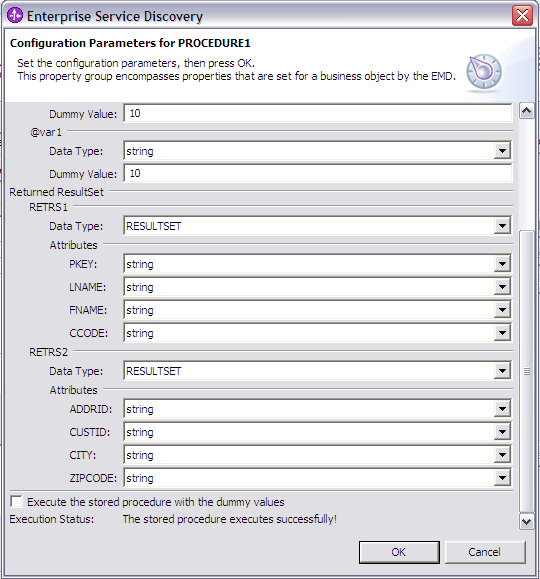 Enterprise Service Discovery
Configuration Parameters for PROCEDURE1
Set the configuration parameters, then press OK.
This property group encompasses properties that are set for a business object by the EMD.
Dummy Value: 10
@var1
Data Type: string
Dummy Value: 10
Returned ResultSet
RETRS1
Data Type: RESULTSET
Attributes
PKEY: string
LNAME: string
FNAME: string
CCODE: string
RETRS2
Data Type: RESULTSET
Attributes
ADDRID: string
CUSTID: string
CITY: string
ZIPCODE: string
Execute the stored procedure with the dummy values
Execution Status: The stored procedure executes successfully!
OK Cancel